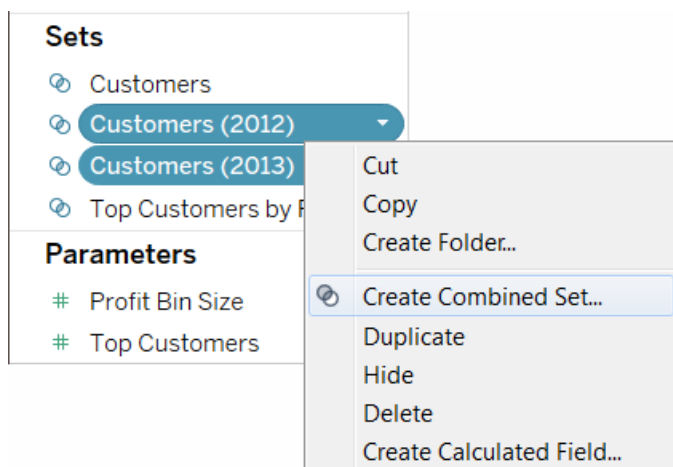 Sets
Customers
Customers (2012)
Customers (2013)
Top Customers by
Parameters
# Profit Bin Size
# Top Customers
Cut
Copy
Create Folder...
Create Combined Set...
Duplicate
Hide
Delete
Create Calculated Field...